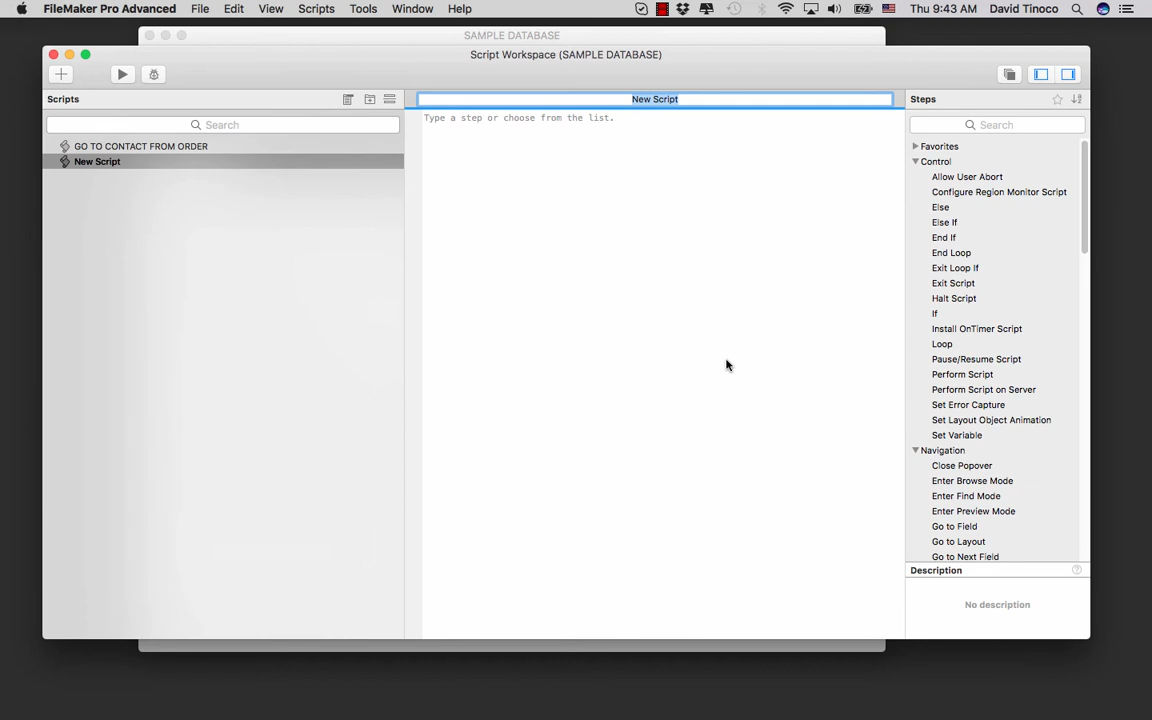 FileMaker Pro Advanced File Edit View Scripts Tools Window Help Thu 9:43 AM David Tinoco
SAMPLE DATABASE
Script Workspace (SAMPLE DATABASE)
Scripts
Search
GO TO CONTACT FROM ORDER
New Script
New Script
Type a step or choose from the list.
Steps
Search
Favorites
Control
Allow User Abort
Configure Region Monitor Script
Else
Else If
End If
End Loop
Exit Loop If
Exit Script
Halt Script
If
Install OnTimer Script
Loop
Pause/Resume Script
Perform Script
Perform Script on Server
Set Error Capture
Set Layout Object Animation
Set Variable
Navigation
Close Popover
Enter Browse Mode
Enter Find Mode
Enter Preview Mode
Go to Field
Go to Layout
Go to Next Field
Description
No description